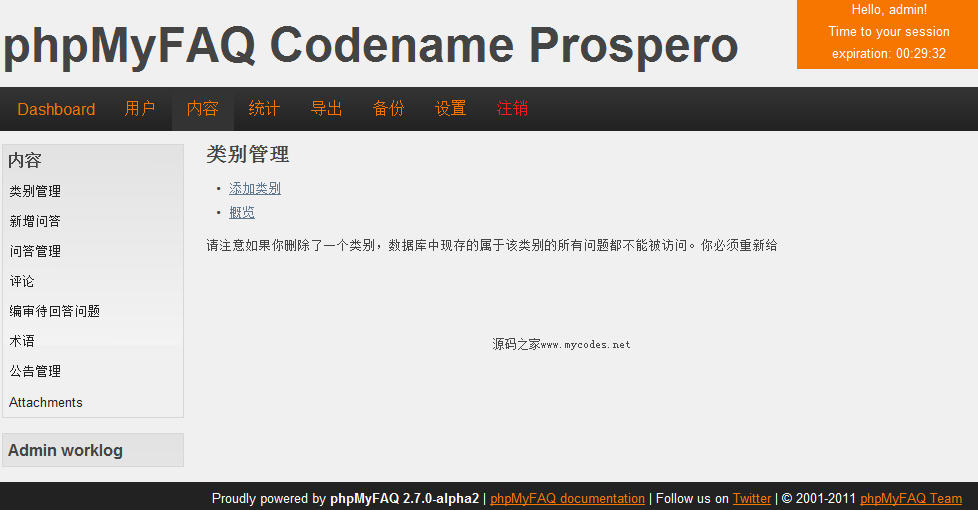 phpMyFAQ Codename Prospero
Hello, admin!
Time to your session
expiration: 00:29:32
Dashboard 用户 内容 统计 导出 备份 设置 注销
内容
类别管理
新增问答
问答管理
评论
编审待回答问题
术语
公告管理
Attachments
Admin worklog
类别管理
• 添加类别
• 概览
请注意如果你删除了一个类别，数据库中现存的属于该类别的所有问题都不能被访问。你必须重新给
源码之家www.mycodes.net
Proudly powered by phpMyFAQ 2.7.0-alpha2 | phpMyFAQ documentation | Follow us on Twitter | © 2001-2011 phpMyFAQ Team